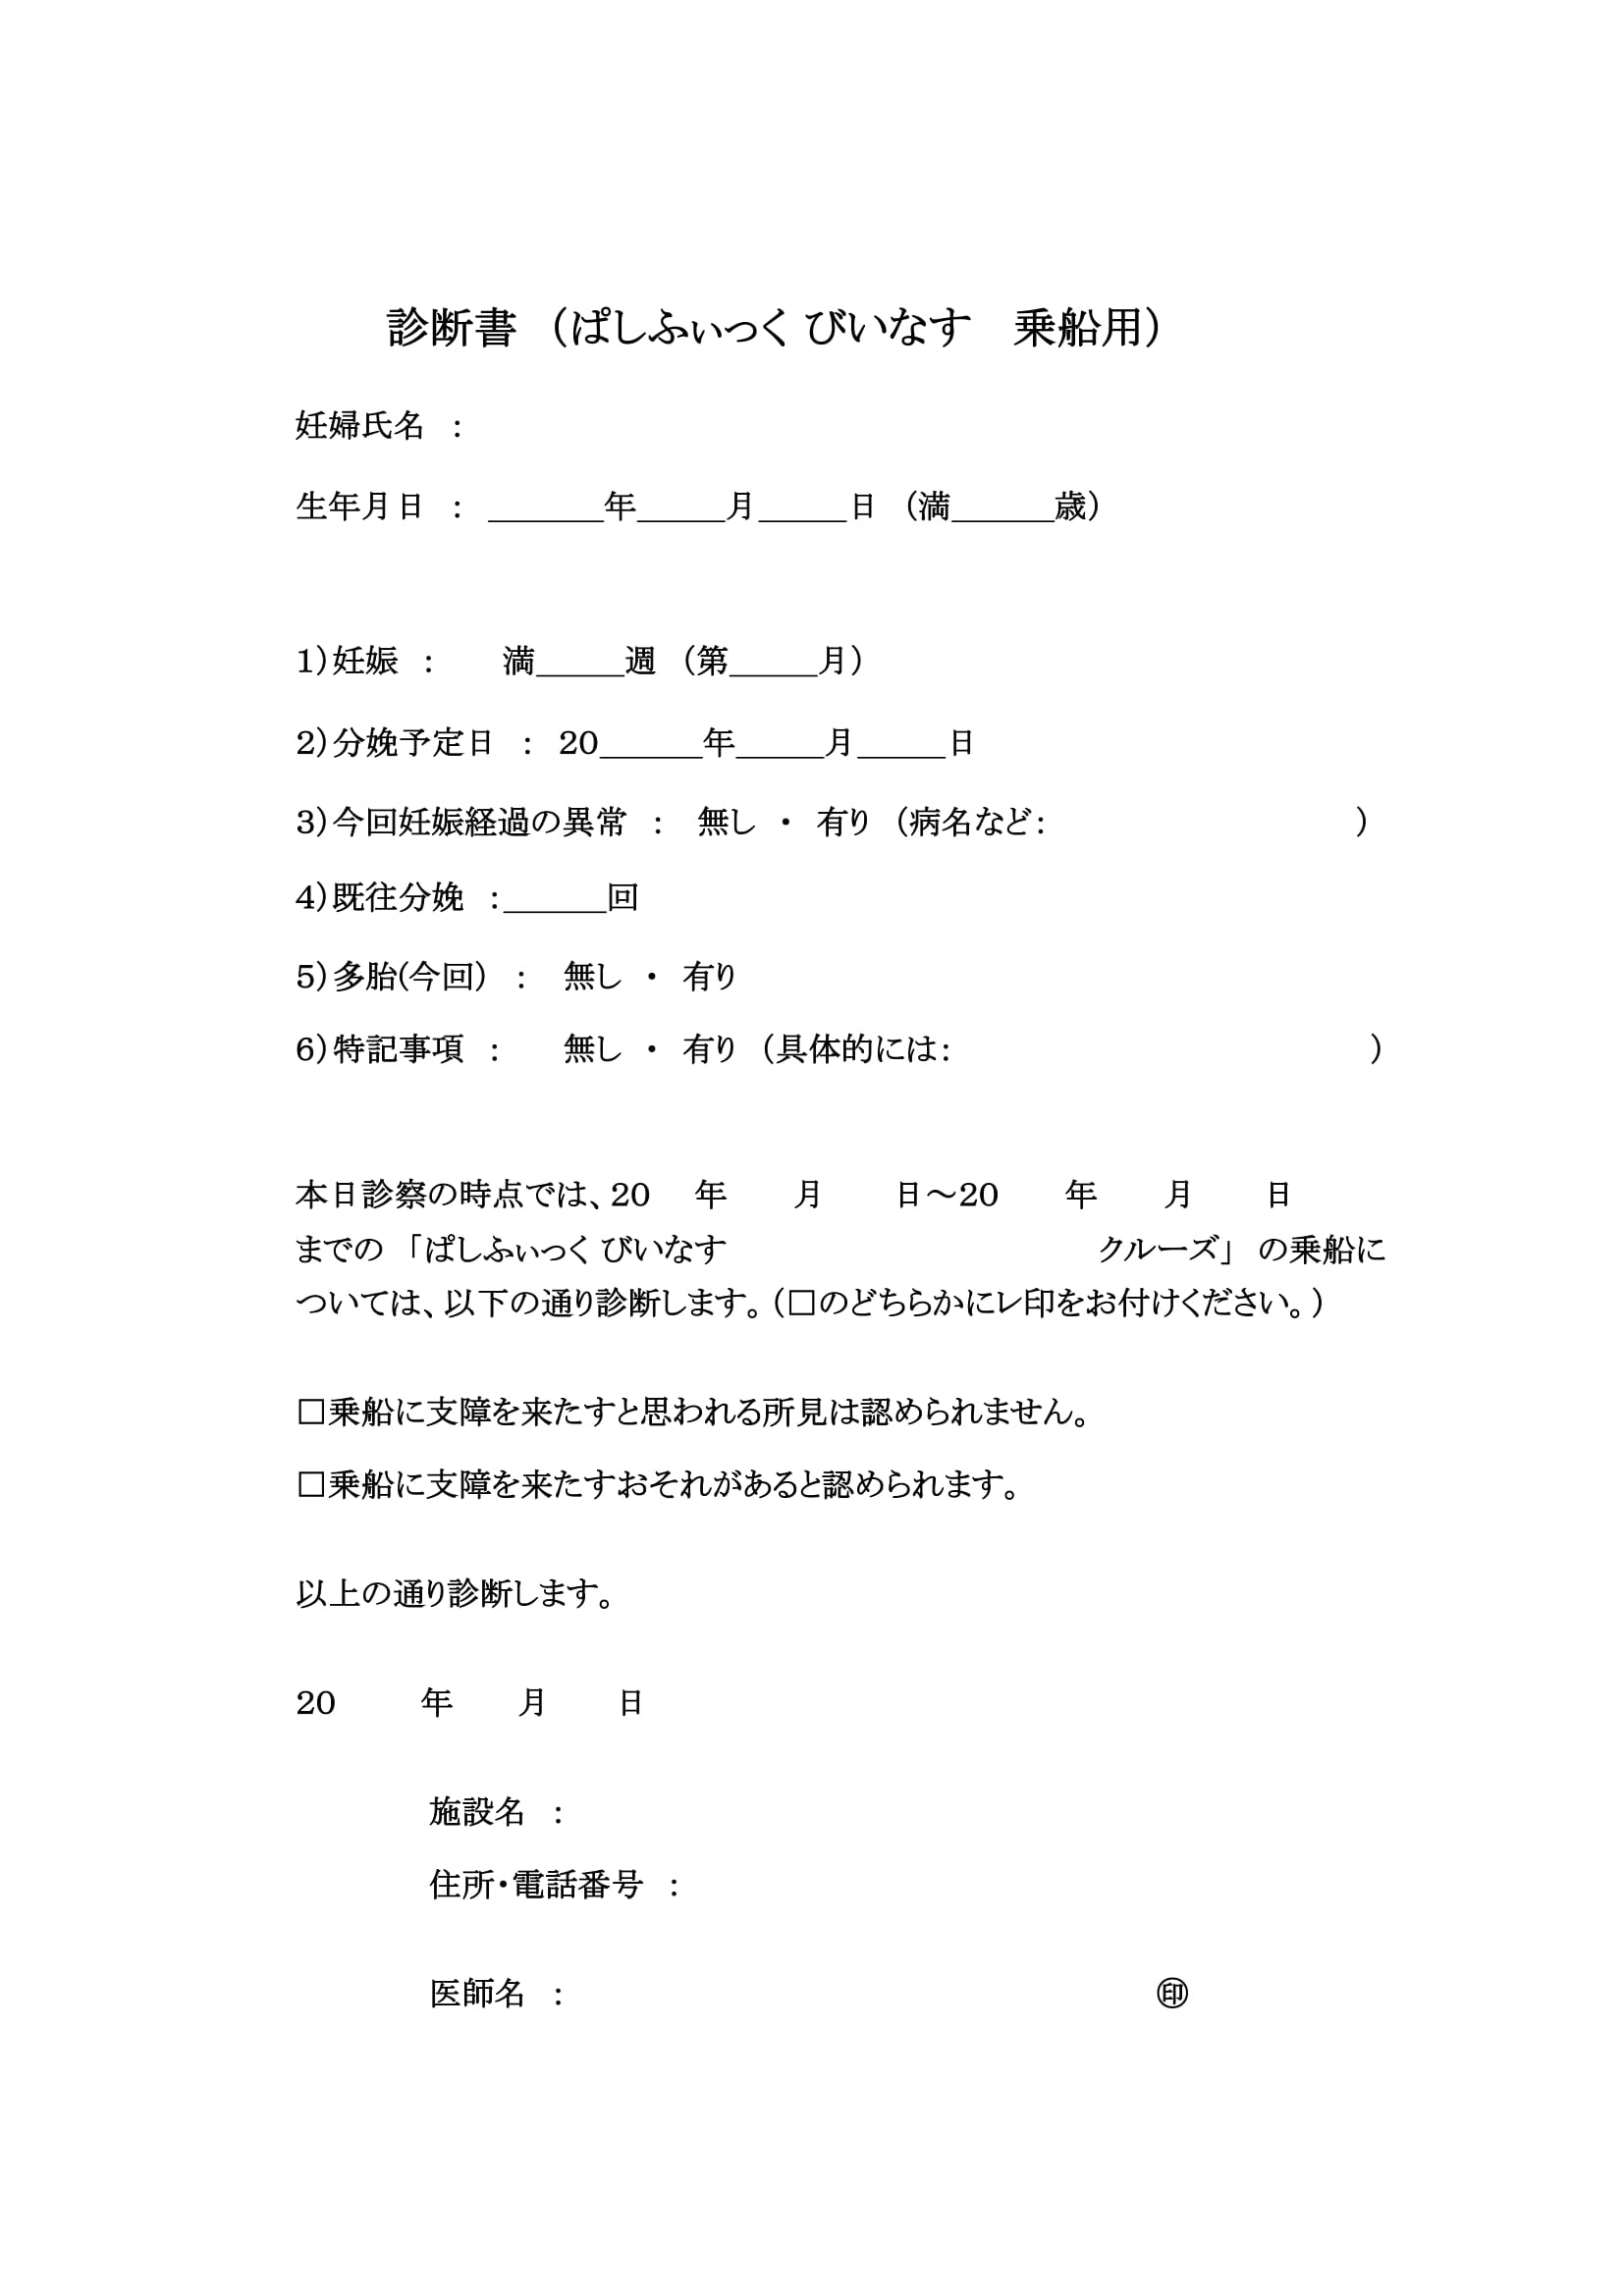 診断書（ぱしふぃっく びいなす　乗船用）
妊婦氏名 ：
生年月日 ： ＿＿＿年＿＿＿月＿＿＿日（満＿＿＿歳）
1）妊娠 ： 満＿＿＿週（第＿＿＿月）
2）分娩予定日 ： 20＿＿＿年＿＿＿月＿＿＿日
3）今回妊娠経過の異常 ： 無し ・ 有り（病名など： ）
4）既往分娩 ：＿＿＿回
5）多胎(今回） ： 無し ・ 有り
6）特記事項 ： 無し ・ 有り（具体的には： ）
本日診察の時点では、20 年 月 日～20 年 月 日
までの「ぱしふぃっく びいなす クルーズ」の乗船に
ついては、以下の通り診断します。（□のどちらかにレ印をお付けください。）
□乗船に支障を来たすと思われる所見は認められません。
□乗船に支障を来たすおそれがあると認められます。
以上の通り診断します。
20 年 月 日
施設名 ：
住所・電話番号 ：
医師名 ： ㊞